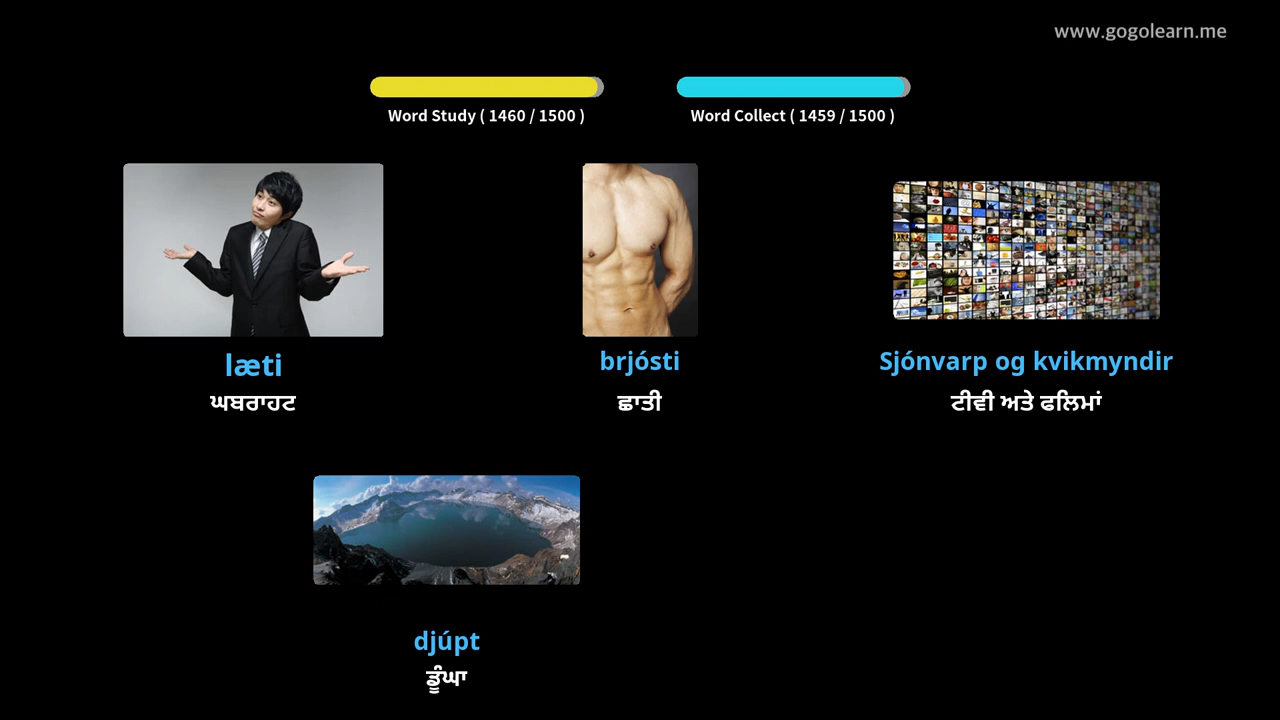 www.gogolearn.me
Word Study ( 1460 / 1500 )
Word Collect ( 1459 / 1500 )
læti
ਘਬਰਾਹਟ
brjósti
ਛਾਤੀ
Sjónvarp og kvikmyndir
ਟੀਵੀ ਅਤੇ ਫਲਿਮਾਂ
djúpt
ਡੂੰਘਾ